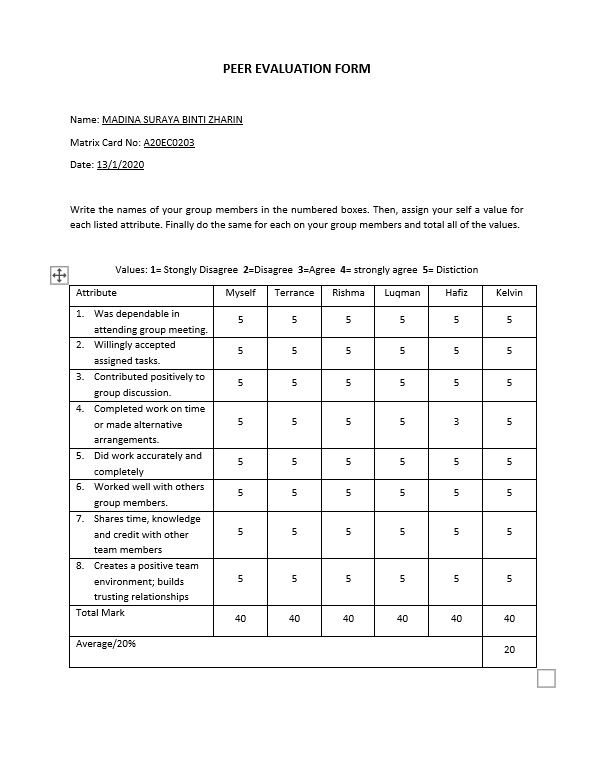 PEER EVALUATION FORM
Name: MADINA SURAYA BINTI ZHARIN
Matrix Card No: A20EC0203
Date: 13/1/2020
Write the names of your group members in the numbered boxes. Then, assign your self a value for
each listed attribute. Finally do the same for each on your group members and total all of the values.
Values: 1= Stongly Disagree 2=Disagree 3=Agree 4= strongly agree 5= Distiction
Attribute Myself Terrance Rishma Luqman Hafiz Kelvin
1. Was dependable in
attending group meeting.
5 5 5 5 5 5
2. Willingly accepted
assigned tasks.
5 5 5 5 5 5
3. Contributed positively to
group discussion.
5 5 5 5 5 5
4. Completed work on time
or made alternative
arrangements.
5 5 5 5 3 5
5. Did work accurately and
completely
5 5 5 5 5 5
6. Worked well with others
group members.
5 5 5 5 5 5
7. Shares time, knowledge
and credit with other
team members
5 5 5 5 5 5
8. Creates a positive team
environment; builds
trusting relationships
5 5 5 5 5 5
Total Mark 40 40 40 40 40 40
Average/20% 20